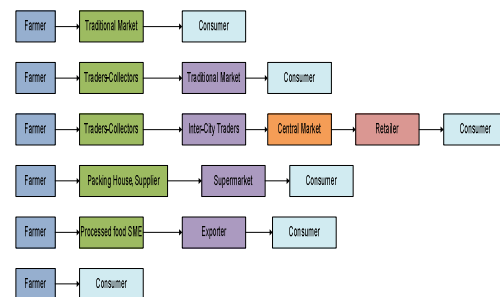 Farmer Traditional Market Consumer
Farmer Traders-Collectors Traditional Market Consumer
Farmer Traders-Collectors Inter-City Traders Central Market Retailer Consumer
Farmer Packing House, Supplier Supermarket Consumer
Farmer Processed food SME Exporter Consumer
Farmer Consumer